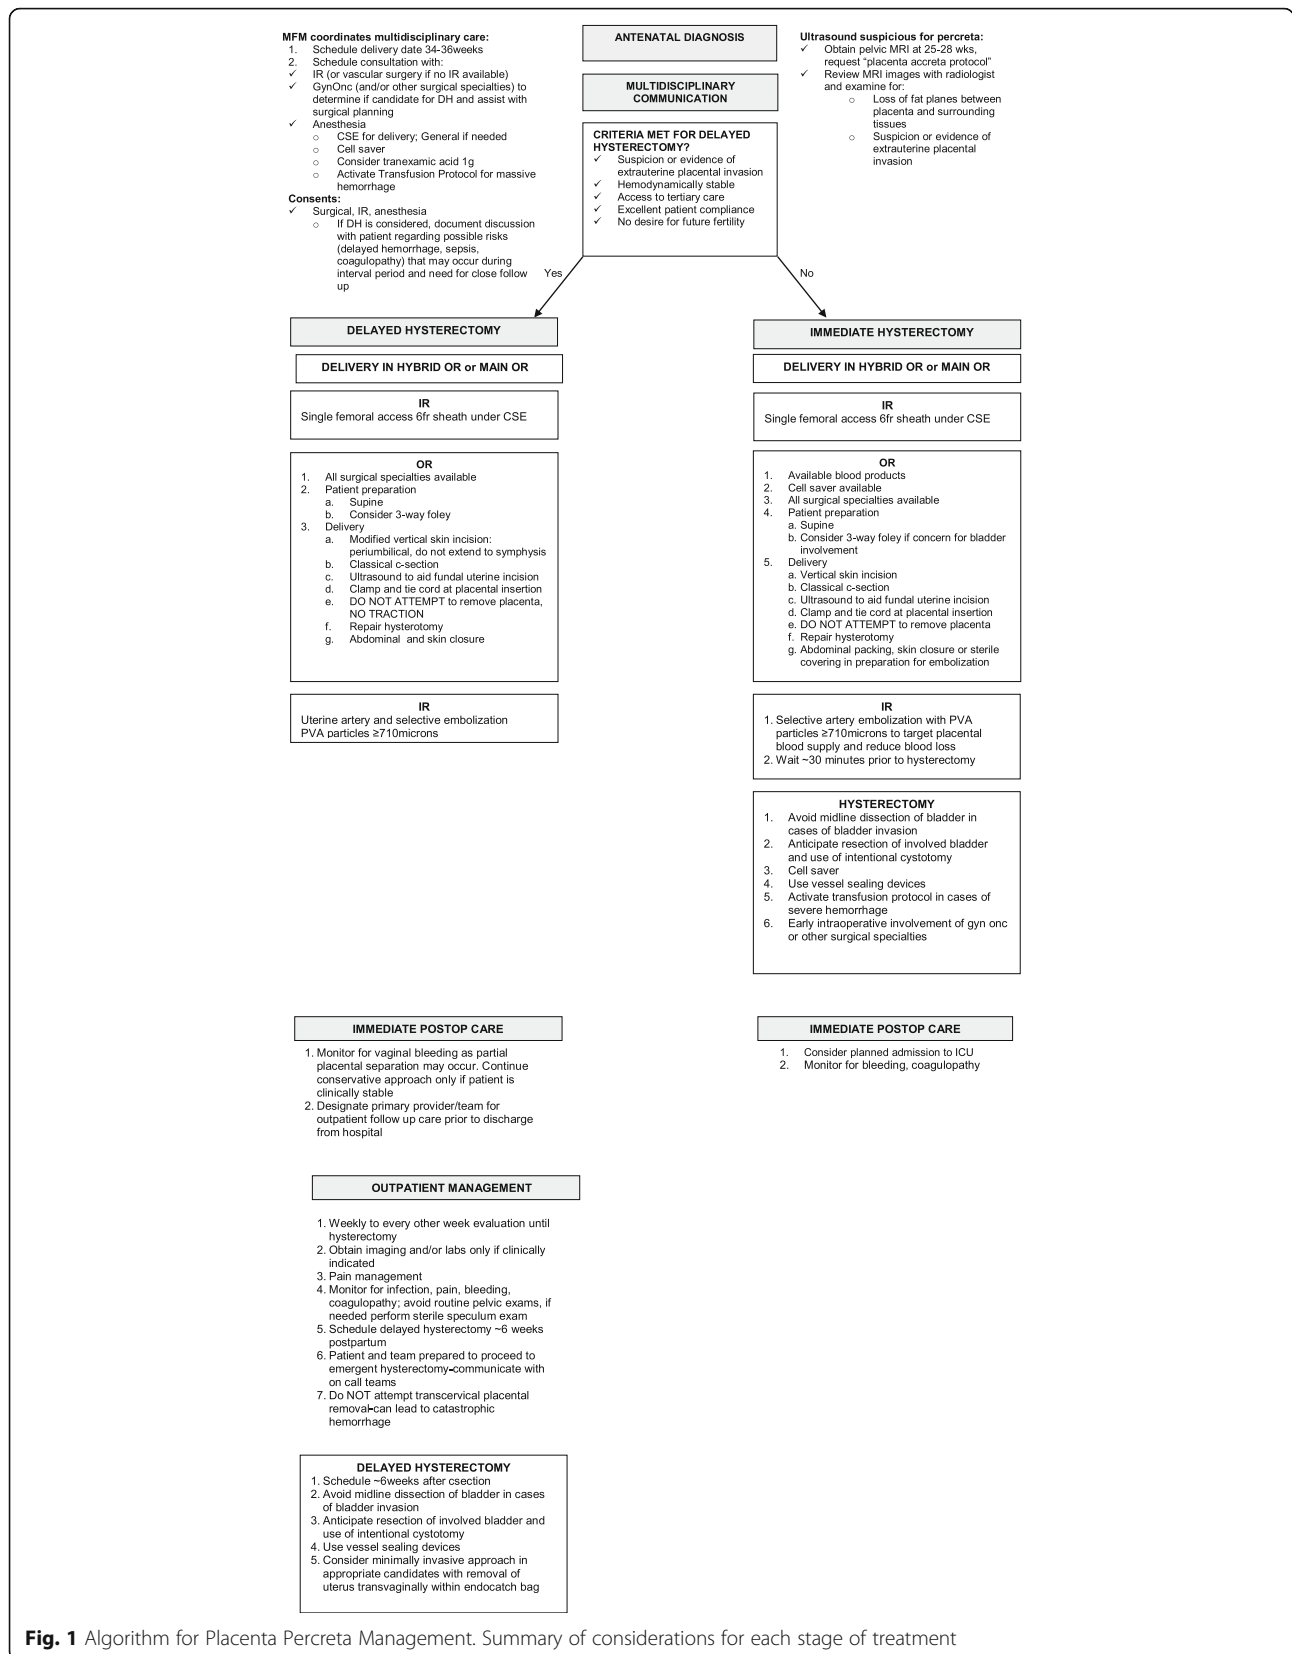 MFM coordinates multidisciplinary care:
1. Schedule delivery date 34-36weeks
2. Schedule consultation with:
✓ IR (or vascular surgery if no IR available)
✓ GynOnc (and/or other surgical specialties) to
determine if candidate for DH and assist with
surgical planning
✓ Anesthesia
o CSE for delivery; General if needed
o Cell saver
o Consider tranexamic acid 1g
o Activate Transfusion Protocol for massive
hemorrhage
Consents:
✓ Surgical, IR, anesthesia
o If DH is considered, document discussion
with patient regarding possible risks
(delayed hemorrhage, sepsis,
coagulopathy) that may occur during
interval period and need for close follow
up
ANTENATAL DIAGNOSIS
MULTIDISCIPLINARY
COMMUNICATION
CRITERIA MET FOR DELAYED
HYSTERECTOMY?
✓ Suspicion or evidence of
extrauterine placental invasion
✓ Hemodynamically stable
✓ Access to tertiary care
✓ Excellent patient compliance
✓ No desire for future fertility
Ultrasound suspicious for percreta:
✓ Obtain pelvic MRI at 25-28 wks,
request “placenta accreta protocol”
✓ Review MRI images with radiologist
and examine for:
o Loss of fat planes between
placenta and surrounding
tissues
o Suspicion or evidence of
extrauterine placental
invasion
Yes
No
DELAYED HYSTERECTOMY
DELIVERY IN HYBRID OR or MAIN OR
IR
Single femoral access 6fr sheath under CSE
OR
1. All surgical specialties available
2. Patient preparation
a. Supine
b. Consider 3-way foley
3. Delivery
a. Modified vertical skin incision:
periumbilical, do not extend to symphysis
b. Classical c-section
c. Ultrasound to aid fundal uterine incision
d. Clamp and tie cord at placental insertion
e. DO NOT ATTEMPT to remove placenta,
NO TRACTION
f. Repair hysterotomy
g. Abdominal and skin closure
IR
Uterine artery and selective embolization
PVA particles ≥710microns
IMMEDIATE HYSTERECTOMY
DELIVERY IN HYBRID OR or MAIN OR
IR
Single femoral access 6fr sheath under CSE
OR
1. Available blood products
2. Cell saver available
3. All surgical specialties available
4. Patient preparation
a. Supine
b. Consider 3-way foley if concern for bladder
involvement
5. Delivery
a. Vertical skin incision
b. Classical c-section
c. Ultrasound to aid fundal uterine incision
d. Clamp and tie cord at placental insertion
e. DO NOT ATTEMPT to remove placenta
f. Repair hysterotomy
g. Abdominal packing, skin closure or sterile
covering in preparation for embolization
IR
1. Selective artery embolization with PVA
particles ≥710microns to target placental
blood supply and reduce blood loss
2. Wait ~30 minutes prior to hysterectomy
HYSTERECTOMY
1. Avoid midline dissection of bladder in
cases of bladder invasion
2. Anticipate resection of involved bladder
and use of intentional cystotomy
3. Cell saver
4. Use vessel sealing devices
5. Activate transfusion protocol in cases of
severe hemorrhage
6. Early intraoperative involvement of gyn onc
or other surgical specialties
IMMEDIATE POSTOP CARE
1. Monitor for vaginal bleeding as partial
placental separation may occur. Continue
conservative approach only if patient is
clinically stable
2. Designate primary provider/team for
outpatient follow up care prior to discharge
from hospital
IMMEDIATE POSTOP CARE
1. Consider planned admission to ICU
2. Monitor for bleeding, coagulopathy
OUTPATIENT MANAGEMENT
1. Weekly to every other week evaluation until
hysterectomy
2. Obtain imaging and/or labs only if clinically
indicated
3. Pain management
4. Monitor for infection, pain, bleeding,
coagulopathy; avoid routine pelvic exams, if
needed perform sterile speculum exam
5. Schedule delayed hysterectomy ~6 weeks
postpartum
6. Patient and team prepared to proceed to
emergent hysterectomy-communicate with
on call teams
7. Do NOT attempt transcervical placental
removal-can lead to catastrophic
hemorrhage
DELAYED HYSTERECTOMY
1. Schedule ~6weeks after csection
2. Avoid midline dissection of bladder in cases
of bladder invasion
3. Anticipate resection of involved bladder and
use of intentional cystotomy
4. Use vessel sealing devices
5. Consider minimally invasive approach in
appropriate candidates with removal of
uterus transvaginally within endocatch bag
Fig. 1 Algorithm for Placenta Percreta Management. Summary of considerations for each stage of treatment